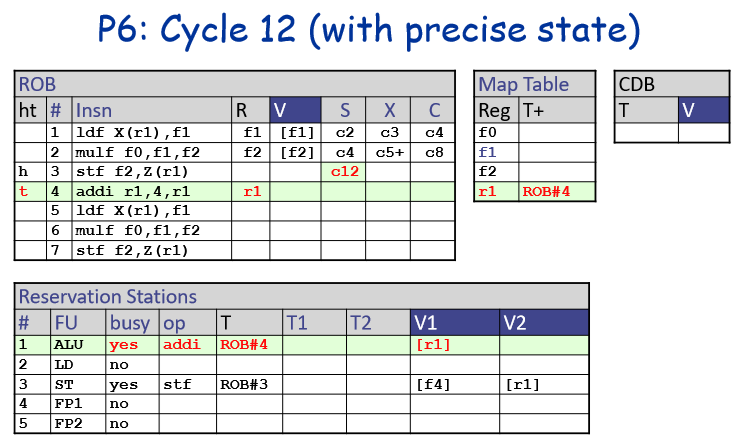 P6: Cycle 12 (with precise state)
ROB
ht # Insn R V S X C
1 ldf X(r1),f1 f1 [f1] c2 c3 c4
2 mulf f0,f1,f2 f2 [f2] c4 c5+ c8
h 3 stf f2,Z(r1) c12
t 4 addi r1,4,r1 r1
5 ldf X(r1),f1
6 mulf f0,f1,f2
7 stf f2,Z(r1)
Map Table
Reg T+
f0
f1
f2
r1 ROB#4
CDB
T V
Reservation Stations
# FU busy op T T1 T2 V1 V2
1 ALU yes addi ROB#4 [r1]
2 LD no
3 ST yes stf ROB#3 [f4] [r1]
4 FP1 no
5 FP2 no